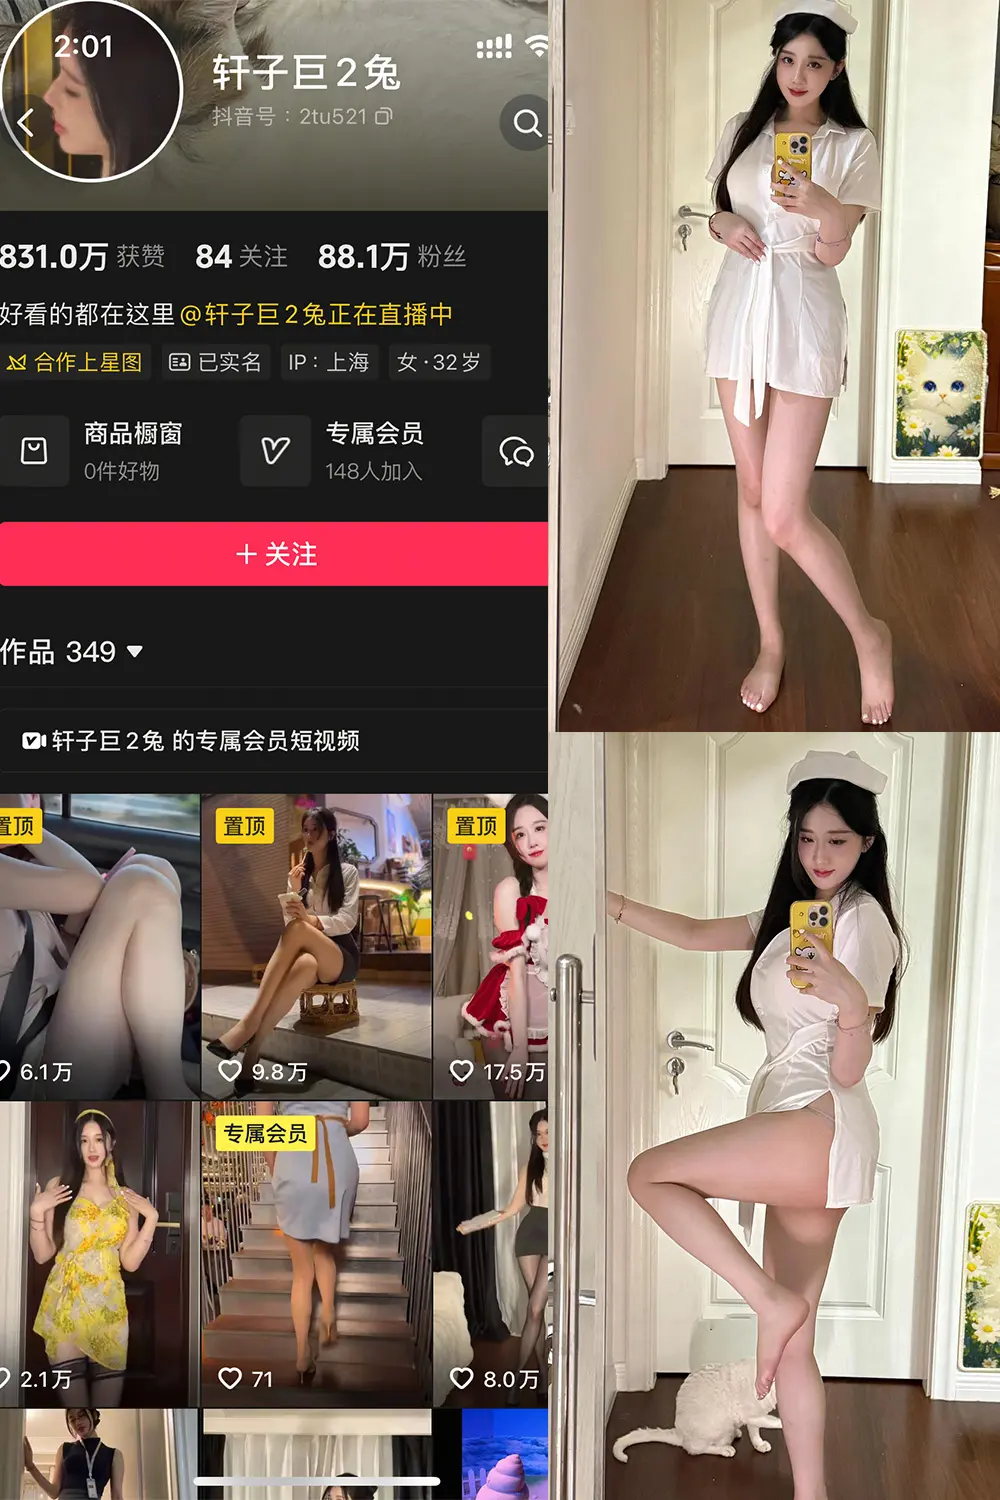 2:01
轩子巨2兔
抖音号：2tu521
831.0万 获赞 84 关注 88.1万 粉丝
好看的都在这里@轩子巨2兔正在直播中
合作上星图 已实名 IP：上海 女·32岁
商品橱窗 专属会员
0件好物 148人加入
+ 关注
作品 349
轩子巨2兔 的专属会员短视频
置顶 置顶 置顶
6.1万 9.8万 17.5万
专属会员
2.1万 71 8.0万